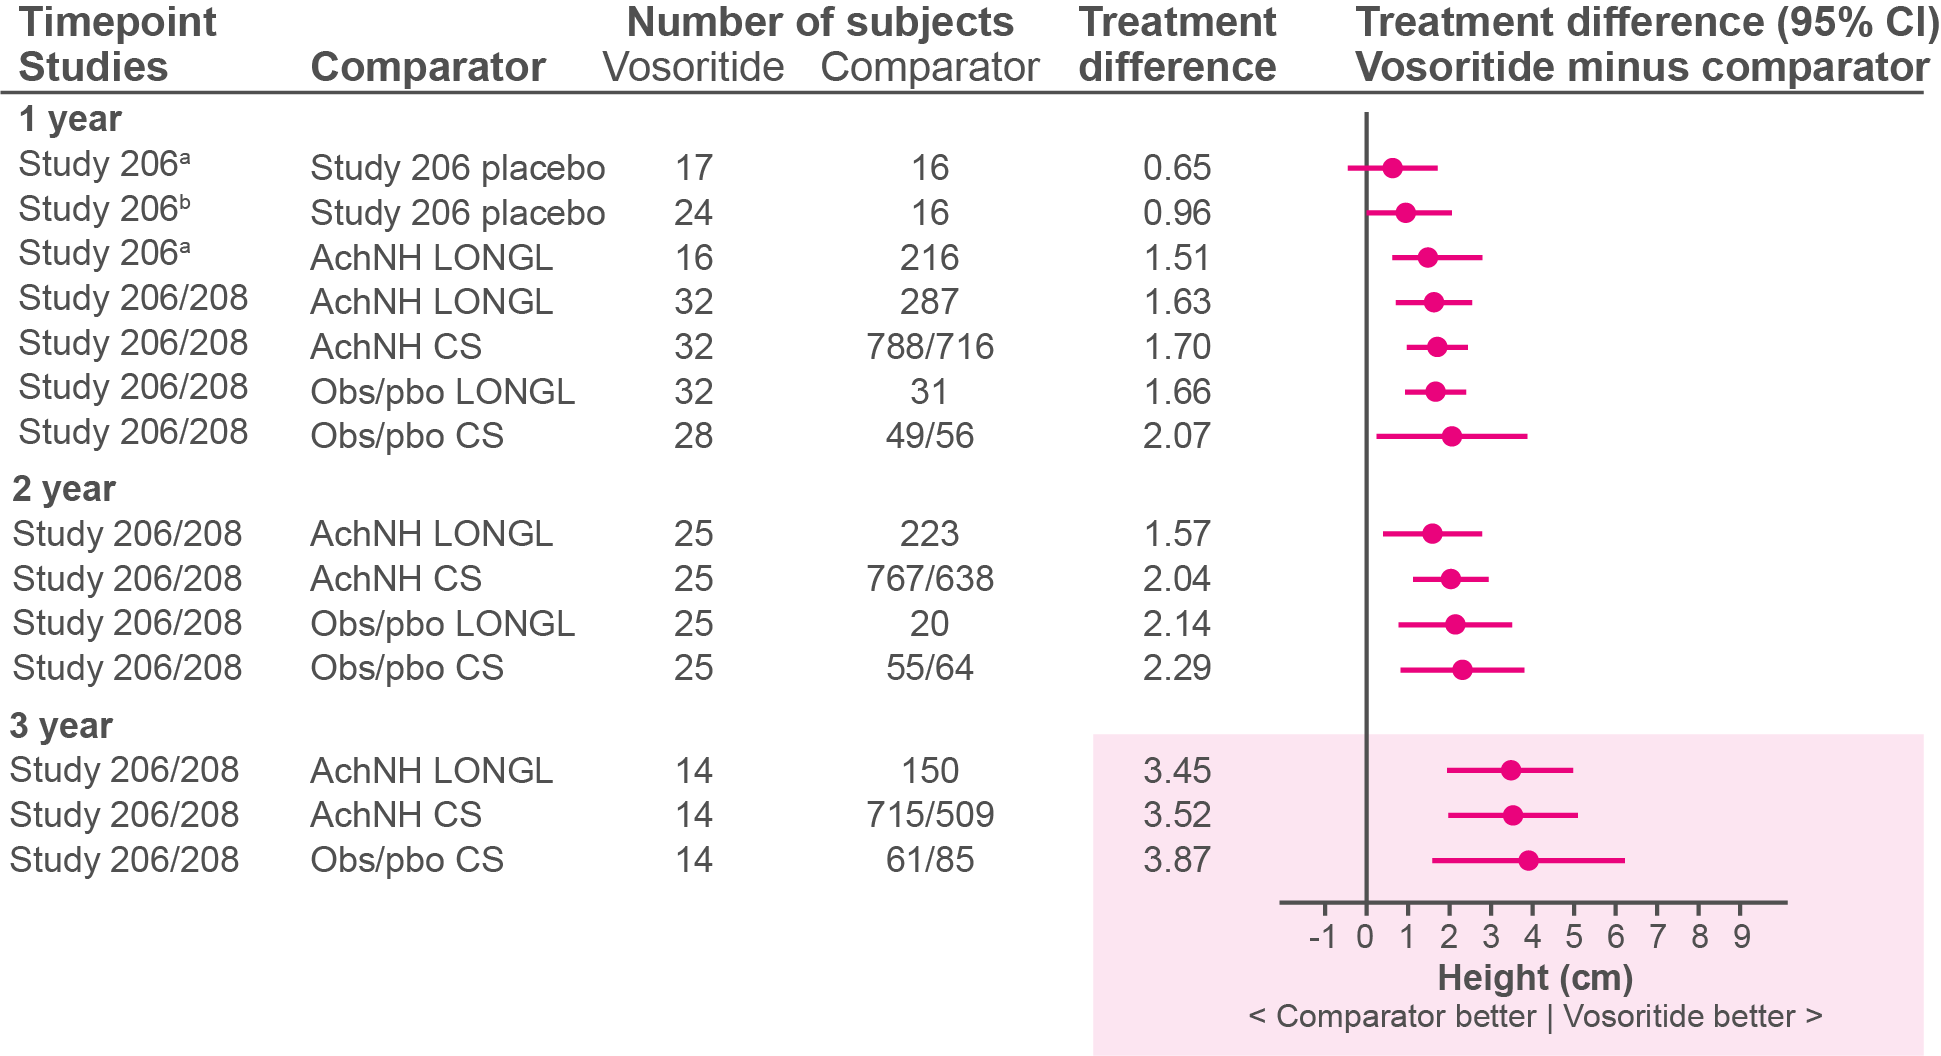 Timepoint Number of subjects Treatment Treatment difference (95% CI)
Studies Comparator Vosoritide Comparator difference Vosoritide minus comparator
1 year
Study 206ᵃ Study 206 placebo 17 16 0.65
Study 206ᵇ Study 206 placebo 24 16 0.96
Study 206ᵃ AchNH LONGL 16 216 1.51
Study 206/208 AchNH LONGL 32 287 1.63
Study 206/208 AchNH CS 32 788/716 1.70
Study 206/208 Obs/pbo LONGL 32 31 1.66
Study 206/208 Obs/pbo CS 28 49/56 2.07
2 year
Study 206/208 AchNH LONGL 25 223 1.57
Study 206/208 AchNH CS 25 767/638 2.04
Study 206/208 Obs/pbo LONGL 25 20 2.14
Study 206/208 Obs/pbo CS 25 55/64 2.29
3 year
Study 206/208 AchNH LONGL 14 150 3.45
Study 206/208 AchNH CS 14 715/509 3.52
Study 206/208 Obs/pbo CS 14 61/85 3.87
-1 0 1 2 3 4 5 6 7 8 9
Height (cm)
< Comparator better | Vosoritide better >